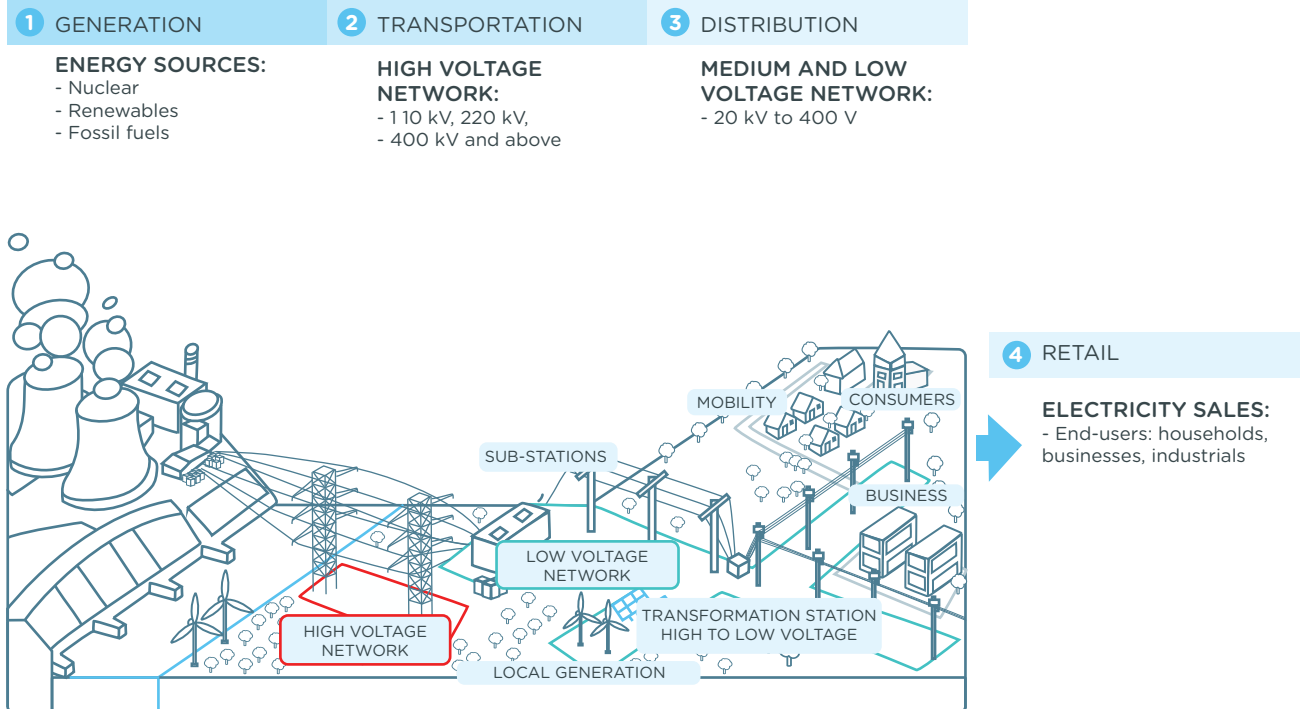 1 GENERATION
ENERGY SOURCES:
- Nuclear
- Renewables
- Fossil fuels
2 TRANSPORTATION
HIGH VOLTAGE
NETWORK:
- 1 10 kV, 220 kV,
- 400 kV and above
3 DISTRIBUTION
MEDIUM AND LOW
VOLTAGE NETWORK:
- 20 kV to 400 V
MOBILITY
CONSUMERS
SUB-STATIONS
BUSINESS
LOW VOLTAGE
NETWORK
TRANSFORMATION STATION
HIGH TO LOW VOLTAGE
HIGH VOLTAGE
NETWORK
LOCAL GENERATION
4 RETAIL
ELECTRICITY SALES:
- End-users: households,
businesses, industrials